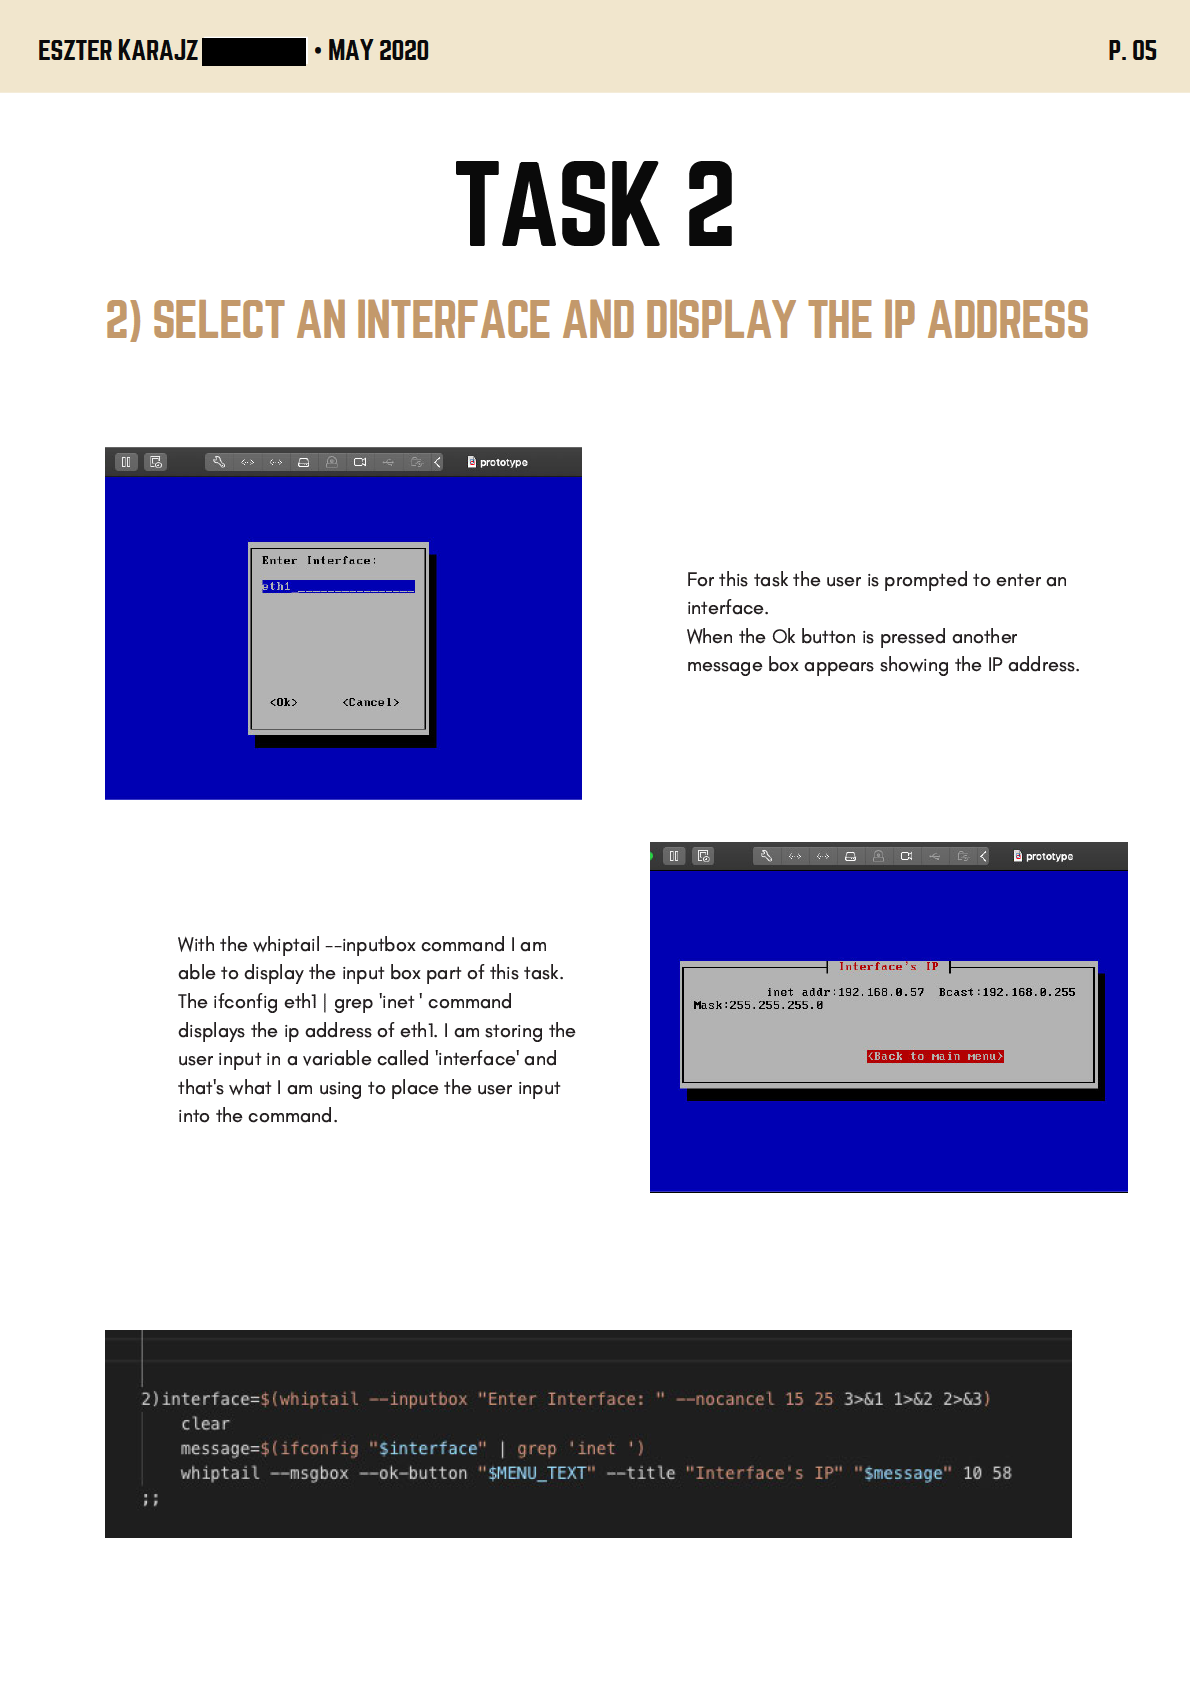 ESZTER KARAJZ • MAY 2020
P. 05
TASK 2
2) SELECT AN INTERFACE AND DISPLAY THE IP ADDRESS
prototype
Enter Interface:
eth1_________________
<Ok> <Cancel>
For this task the user is prompted to enter an
interface.
When the Ok button is pressed another
message box appears showing the IP address.
prototype
Interface's IP
inet addr:192.168.0.57 Bcast:192.168.0.255
Mask:255.255.255.0
<Back to main menu>
With the whiptail --inputbox command I am
able to display the input box part of this task.
The ifconfig eth1 | grep 'inet ' command
displays the ip address of eth1. I am storing the
user input in a variable called 'interface' and
that's what I am using to place the user input
into the command.
2)interface=$(whiptail --inputbox "Enter Interface: " --nocancel 15 25 3>&1 1>&2 2>&3)
clear
message=$(ifconfig "$interface" | grep 'inet ')
whiptail --msgbox --ok-button "$MENU_TEXT" --title "Interface's IP" "$message" 10 58
;;